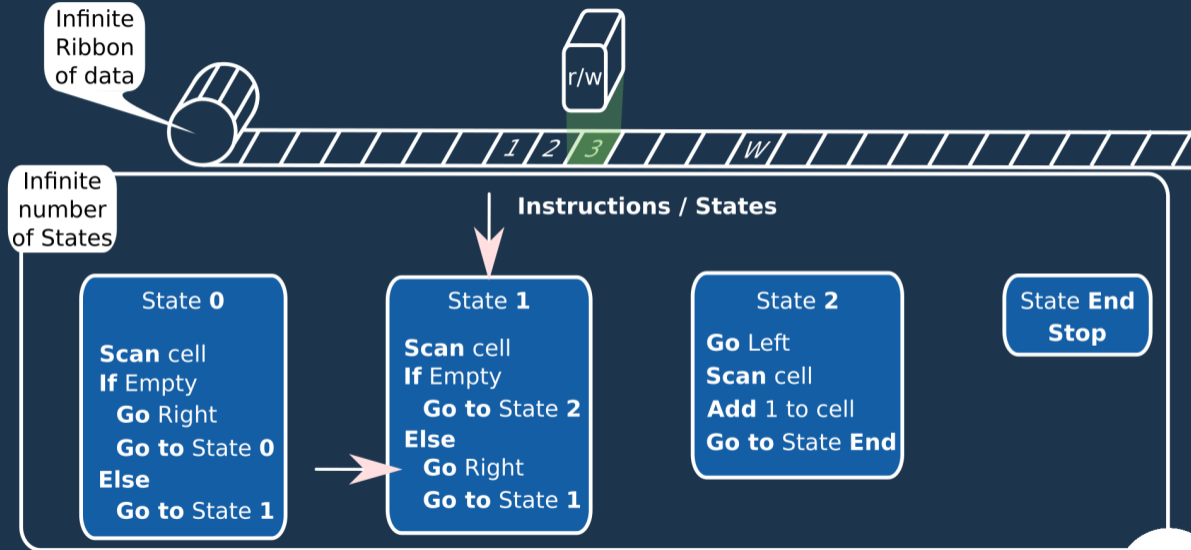 Infinite
Ribbon
of data
r/w
1 2 3 W
Infinite
number
of States
Instructions / States
State 0
Scan cell
If Empty
Go Right
Go to State 0
Else
Go to State 1
State 1
Scan cell
If Empty
Go to State 2
Else
Go Right
Go to State 1
State 2
Go Left
Scan cell
Add 1 to cell
Go to State End
State End
Stop